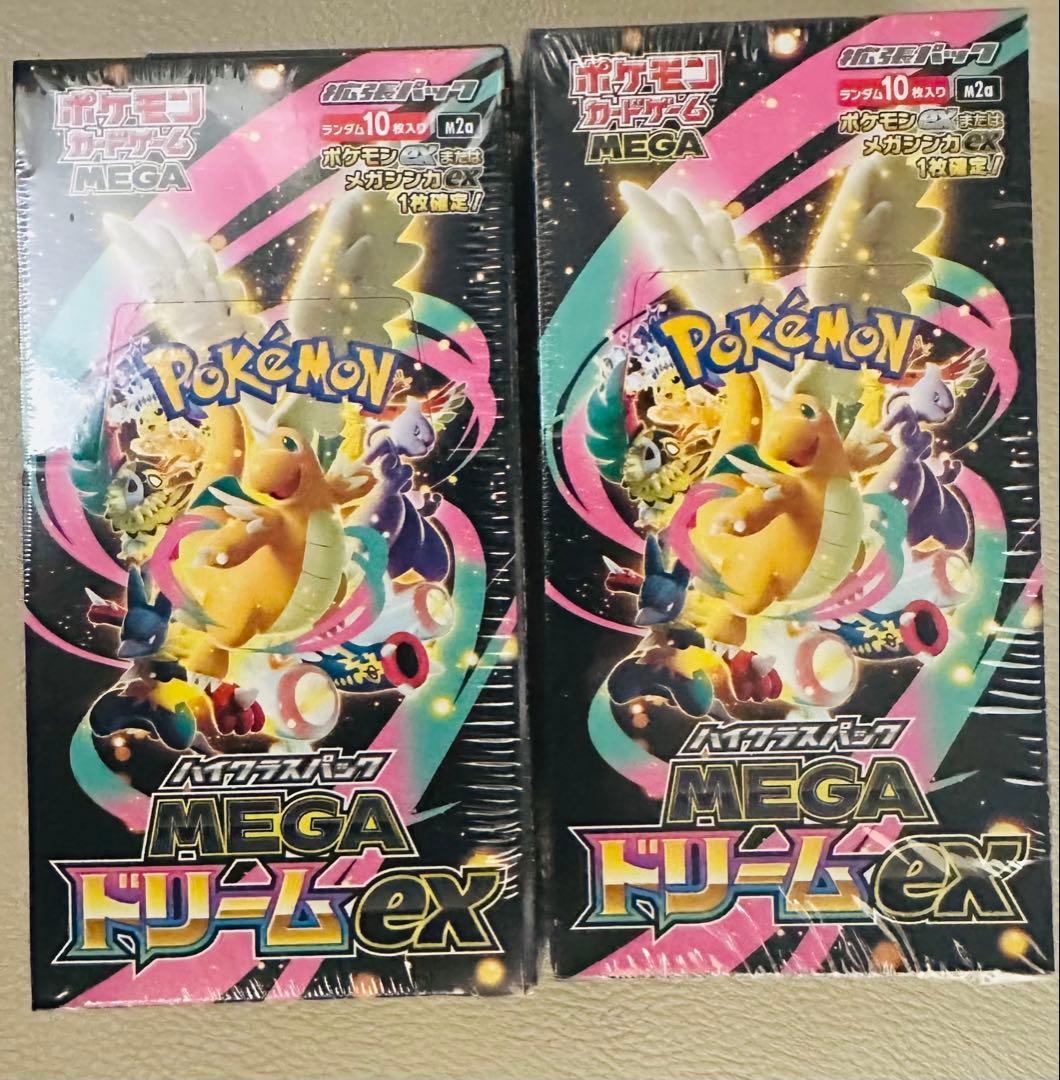 ポケモン
カードゲーム
MEGA
拡張パック
ランダム10枚入り M2a
ポケモンexまたは
メガシンカex
1枚確定!
POKéMON
ハイクラスパック
MEGA
ドリームex
ポケモン
カードゲーム
MEGA
拡張パック
ランダム10枚入り M2a
ポケモンexまたは
メガシンカex
1枚確定!
POKéMON
ハイクラスパック
MEGA
ドリームex